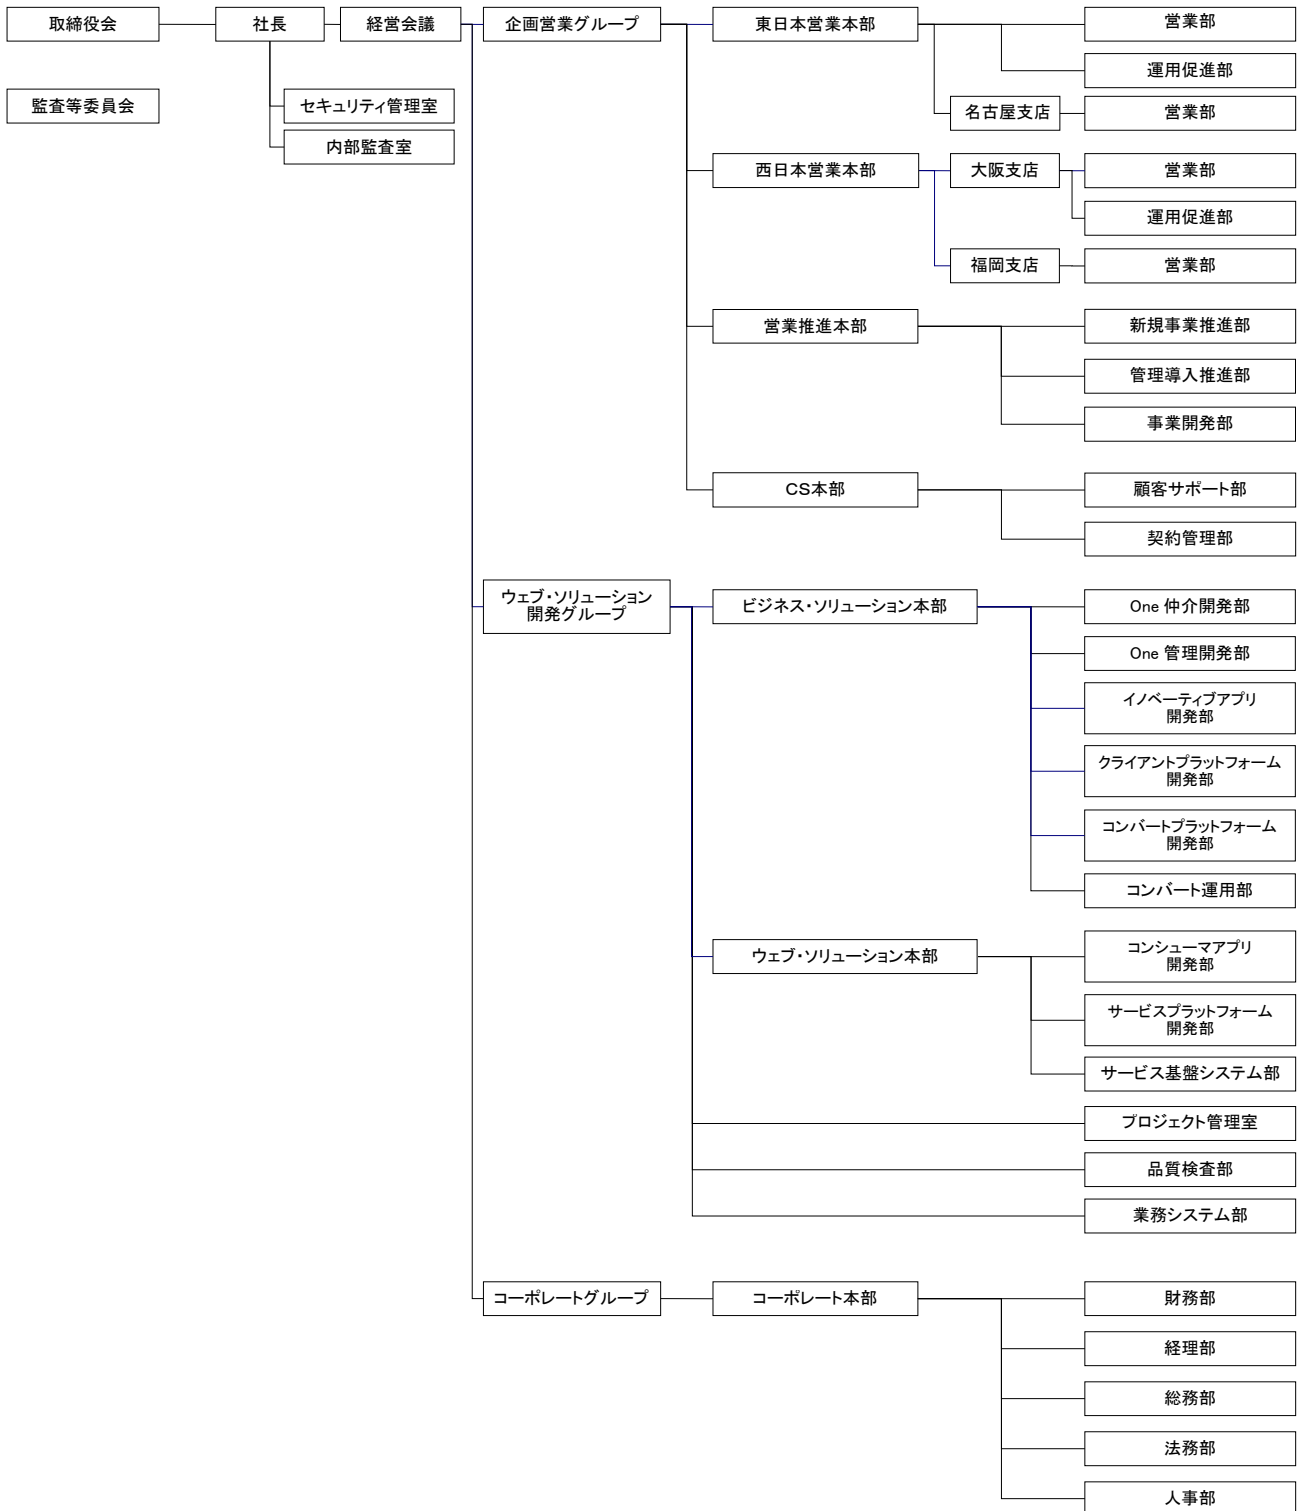 取締役会
社長
経営会議
企画営業グループ
東日本営業本部
営業部
運用促進部
監査等委員会
セキュリティ管理室
名古屋支店
営業部
内部監査室
西日本営業本部
大阪支店
営業部
運用促進部
福岡支店
営業部
営業推進本部
新規事業推進部
管理導入推進部
事業開発部
CS本部
顧客サポート部
契約管理部
ウェブ・ソリューション
開発グループ
ビジネス・ソリューション本部
One 仲介開発部
One 管理開発部
イノベーティブアプリ
開発部
クライアントプラットフォーム
開発部
コンバートプラットフォーム
開発部
コンバート運用部
ウェブ・ソリューション本部
コンシューマアプリ
開発部
サービスプラットフォーム
開発部
サービス基盤システム部
プロジェクト管理室
品質検査部
業務システム部
コーポレートグループ
コーポレート本部
財務部
経理部
総務部
法務部
人事部